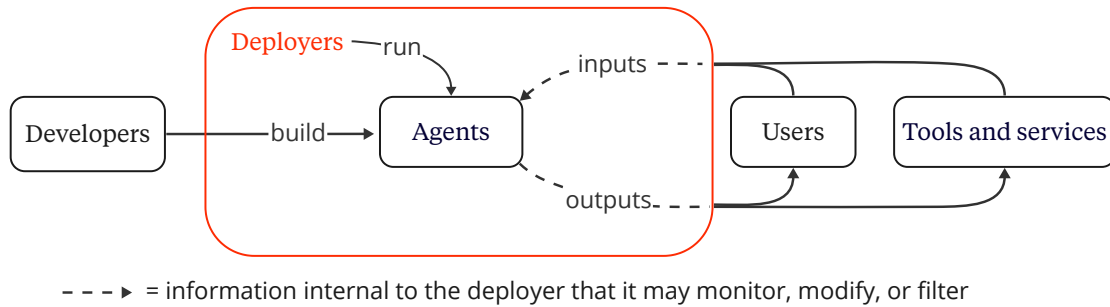 Deployers
run
inputs
Developers
build
Agents
Users
Tools and services
outputs
= information internal to the deployer that it may monitor, modify, or filter